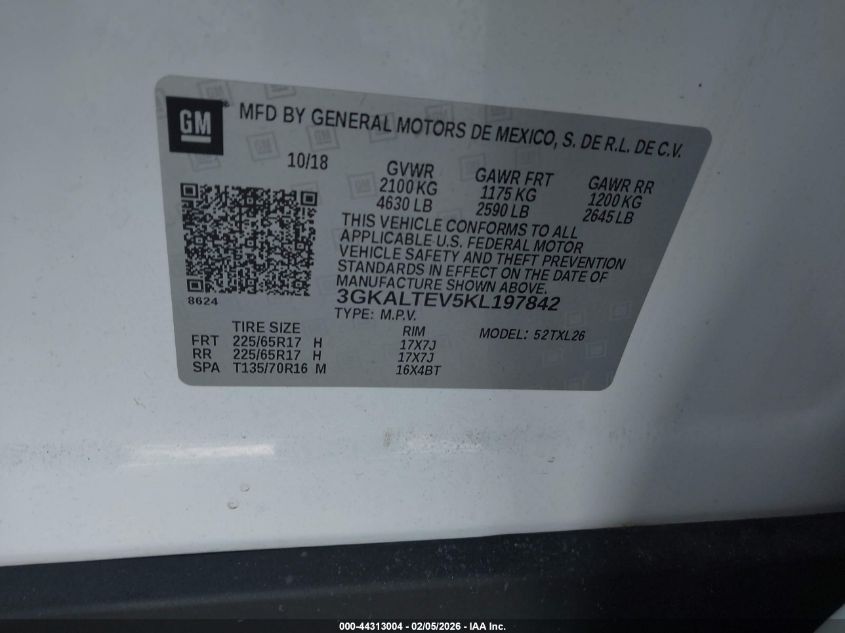 GM
MFD BY GENERAL MOTORS DE MEXICO, S. DE R.L. DE C.V.
10/18 GVWR GAWR FRT GAWR RR
2100 KG 1175 KG 1200 KG
4630 LB 2590 LB 2645 LB
THIS VEHICLE CONFORMS TO ALL
APPLICABLE U.S. FEDERAL MOTOR
VEHICLE SAFETY AND THEFT PREVENTION
STANDARDS IN EFFECT ON THE DATE OF
MANUFACTURE SHOWN ABOVE.
8624 3GKALTEV5KL197842
TYPE: M.P.V. MODEL: 52TXL26
TIRE SIZE RIM
FRT 225/65R17 H 17X7J
RR 225/65R17 H 17X7J
SPA T135/70R16 M 16X4BT
000-44313004 — 02/05/2026 — IAA Inc.